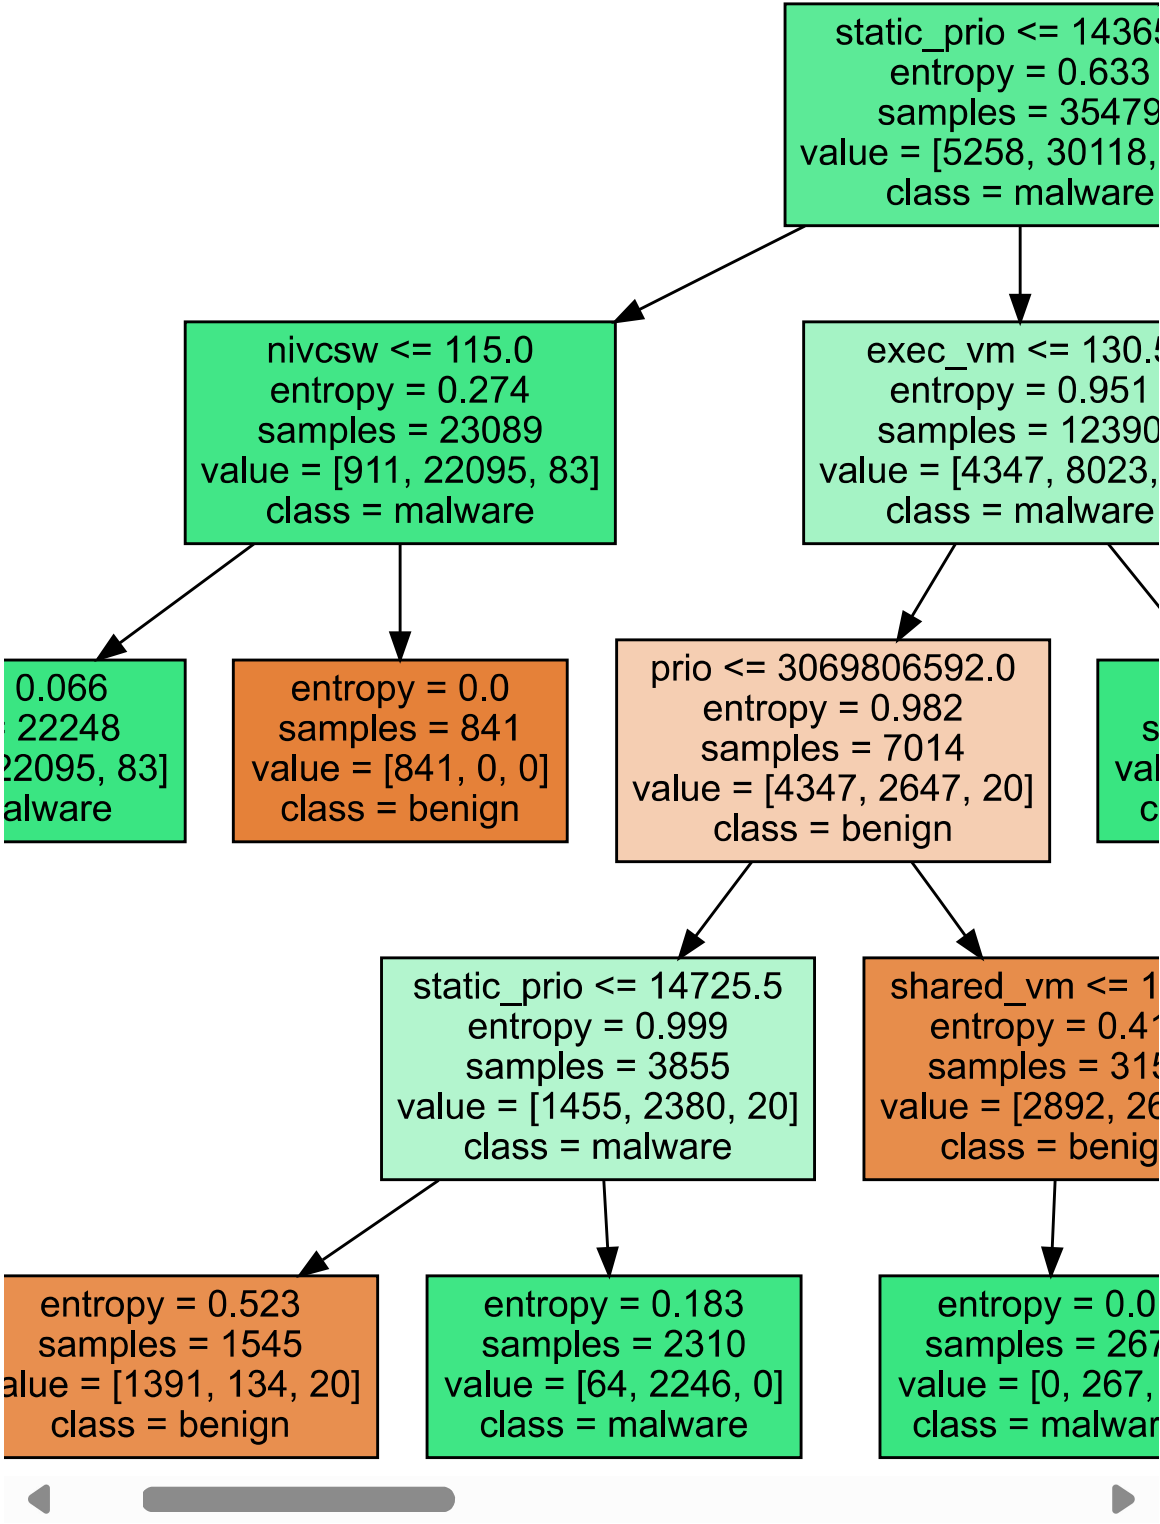 static_prio <= 14365
entropy = 0.633
samples = 35479
value = [5258, 30118,
class = malware
nivcsw <= 115.0
entropy = 0.274
samples = 23089
value = [911, 22095, 83]
class = malware
exec_vm <= 130.5
entropy = 0.951
samples = 12390
value = [4347, 8023,
class = malware
0.066
22248
22095, 83]
alware
entropy = 0.0
samples = 841
value = [841, 0, 0]
class = benign
prio <= 3069806592.0
entropy = 0.982
samples = 7014
value = [4347, 2647, 20]
class = benign
s
val
c
static_prio <= 14725.5
entropy = 0.999
samples = 3855
value = [1455, 2380, 20]
class = malware
shared_vm <= 1
entropy = 0.41
samples = 315
value = [2892, 26
class = benig
entropy = 0.523
samples = 1545
alue = [1391, 134, 20]
class = benign
entropy = 0.183
samples = 2310
value = [64, 2246, 0]
class = malware
entropy = 0.0
samples = 267
value = [0, 267,
class = malwar